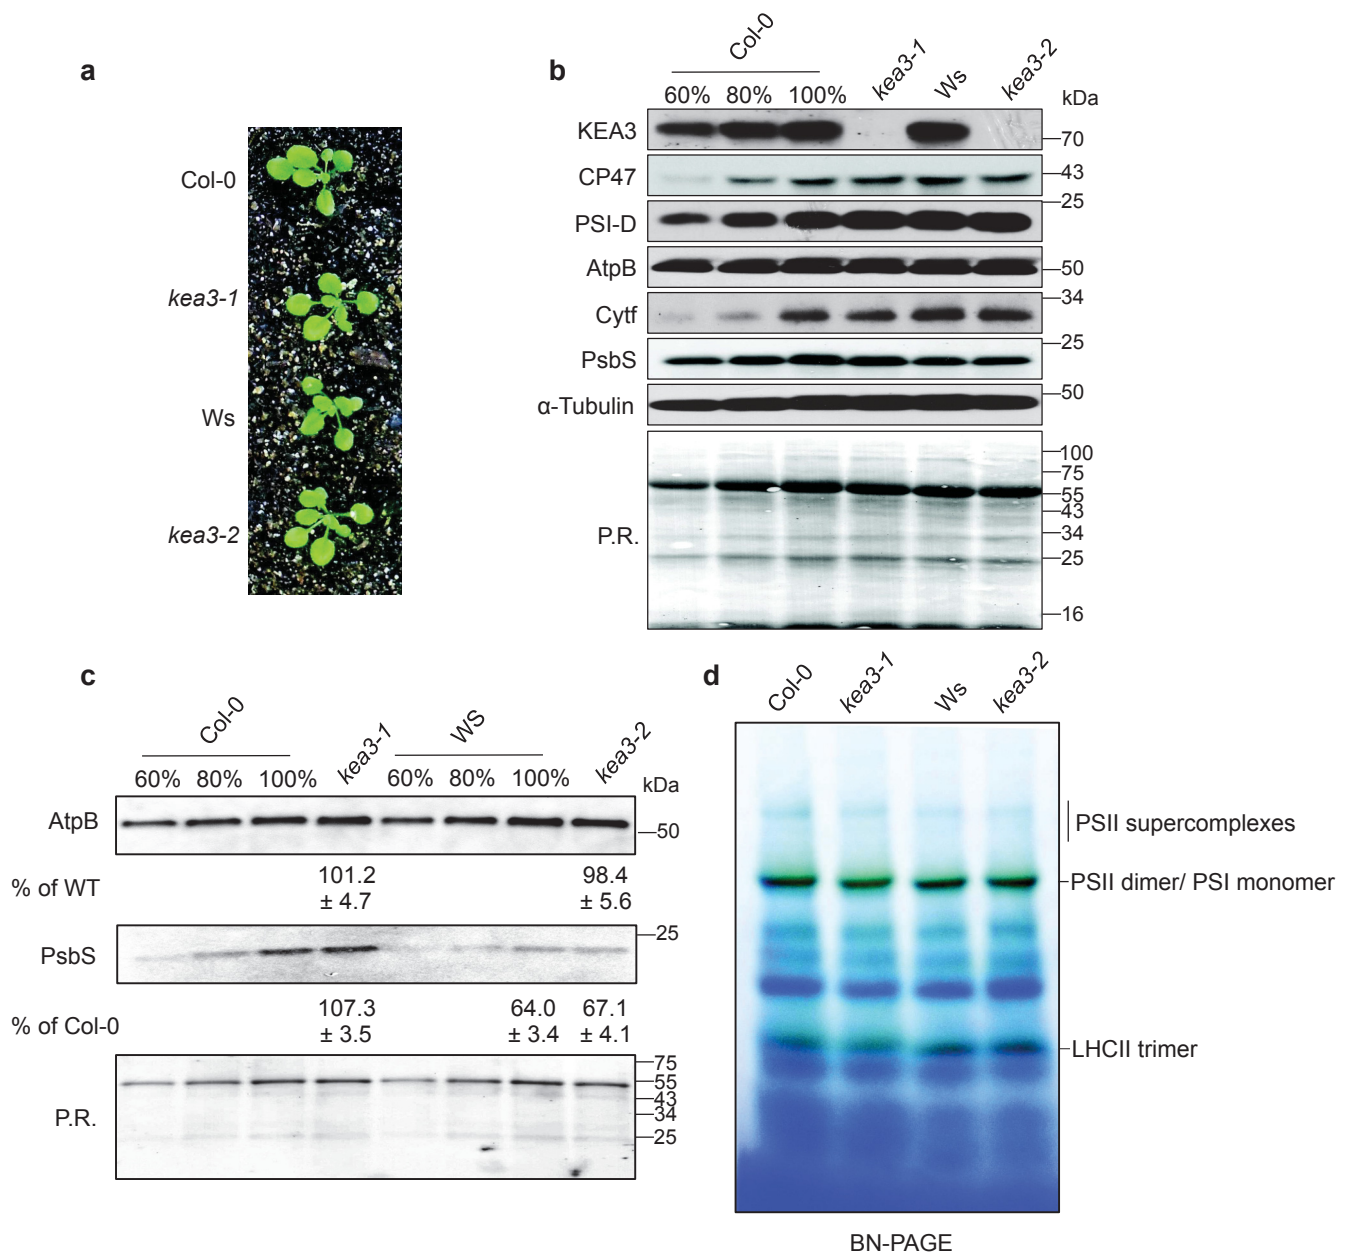 a
Col-0
kea3-1
Ws
kea3-2
b
Col-0
60% 80% 100% kea3-1 Ws kea3-2 kDa
KEA3 70
CP47 43
25
PSI-D
AtpB 50
34
Cytf
25
PsbS
50
α-Tubulin
100
75
55
43
P.R. 34
25
16
c
Col-0 WS
60% 80% 100% kea3-1 60% 80% 100% kea3-2 kDa
AtpB 50
% of WT 101.2 ± 4.7 98.4 ± 5.6
25
PsbS
% of Col-0 107.3 ± 3.5 64.0 ± 3.4 67.1 ± 4.1
75
55
43
P.R. 34
25
d
Col-0 kea3-1 Ws kea3-2
PSII supercomplexes
PSII dimer/ PSI monomer
LHCII trimer
BN-PAGE